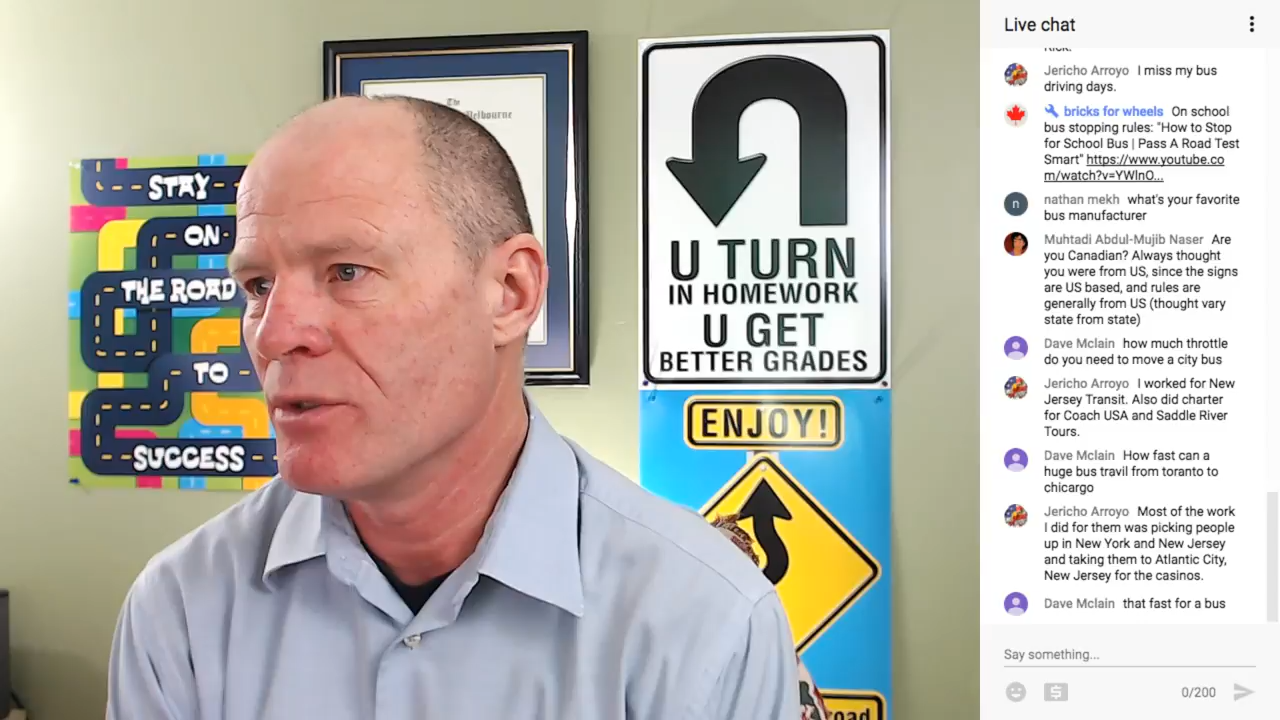 STAY
ON
THE ROAD
TO
SUCCESS
The
U TURN
IN HOMEWORK
U GET
BETTER GRADES
ENJOY!
oad
Live chat
Jericho Arroyo I miss my bus
driving days.
bricks for wheels On school
bus stopping rules: "How to Stop
for School Bus | Pass A Road Test
Smart" https://www.youtube.co
m/watch?v=YWlnO...
n
nathan mekh what's your favorite
bus manufacturer
Muhtadi Abdul-Mujib Naser Are
you Canadian? Always thought
you were from US, since the signs
are US based, and rules are
generally from US (thought vary
state from state)
Dave Mclain how much throttle
do you need to move a city bus
Jericho Arroyo I worked for New
Jersey Transit. Also did charter
for Coach USA and Saddle River
Tours.
Dave Mclain How fast can a
huge bus travil from toranto to
chicargo
Jericho Arroyo Most of the work
I did for them was picking people
up in New York and New Jersey
and taking them to Atlantic City,
New Jersey for the casinos.
Dave Mclain that fast for a bus
Say something...
0/200